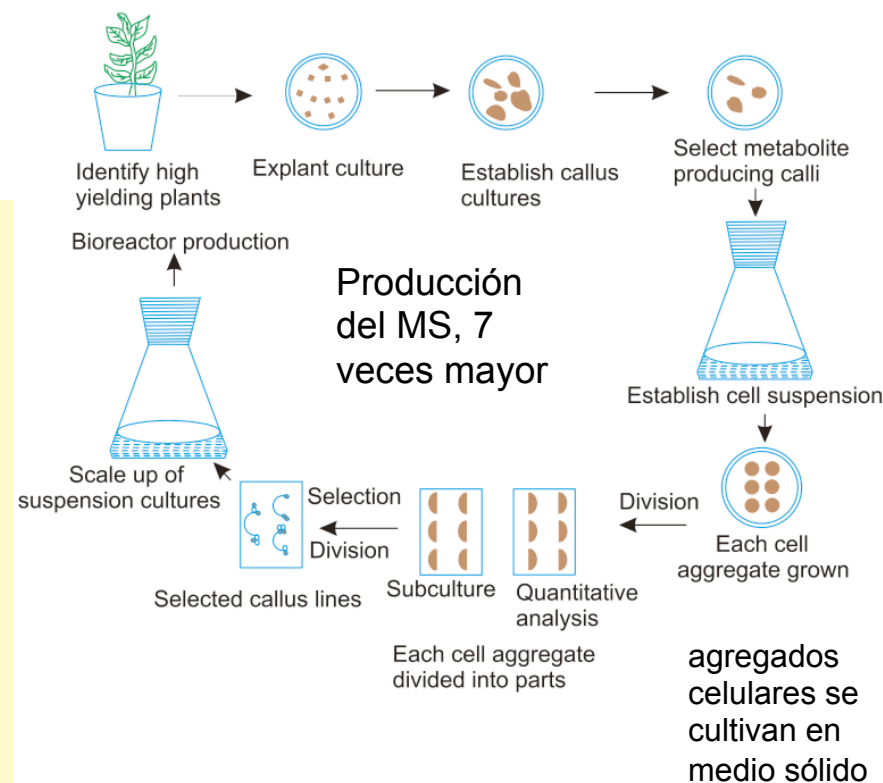 Identify high
yielding plants
Explant culture
Establish callus
cultures
Select metabolite
producing calli
Bioreactor production
Producción
del MS, 7
veces mayor
Establish cell suspension
Scale up of
suspension cultures
Selection
Division
Division
Each cell
aggregate grown
Selected callus lines
Subculture
Quantitative
analysis
Each cell aggregate
divided into parts
agregados
celulares se
cultivan en
medio sólido